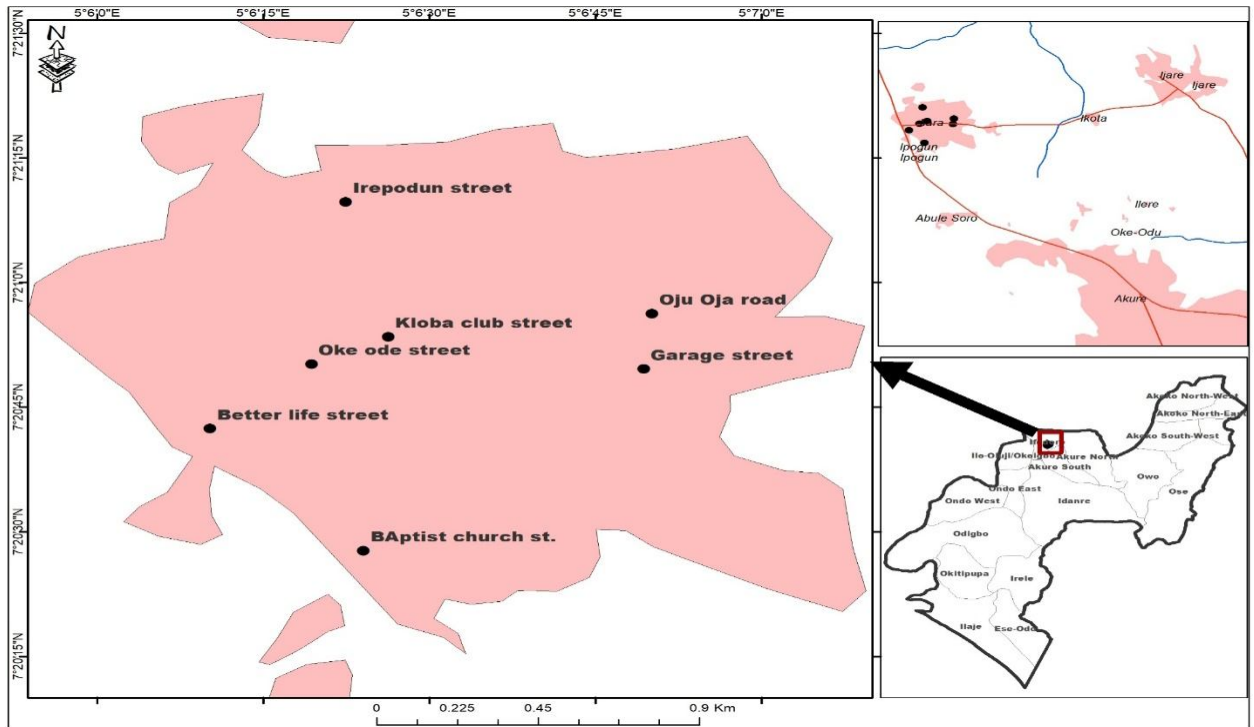 5°6'0"E 5°6'15"E 5°6'30"E 5°6'45"E 5°7'0"E
7°21'30"N
N
7°21'15"N
Irepodun street
7°21'0"N
Oju Oja road
Kloba club street
Oke ode street
Garage street
7°20'45"N
Better life street
7°20'30"N
BAptist church st.
7°20'15"N
0 0.225 0.45 0.9 Km
Ijare
Ijare
Ikota
Ipogun
Ipogun
Ilere
Abule Soro
Oke-Odu
Akure
Akoko North-West
Akoko North-East
Akoko South-West
Akure North
Akure South
Owo
Ondo East
Ose
Ondo West
Idanre
Odigbo
Okitipupa
Irele
Ilaje
Ese-Odo